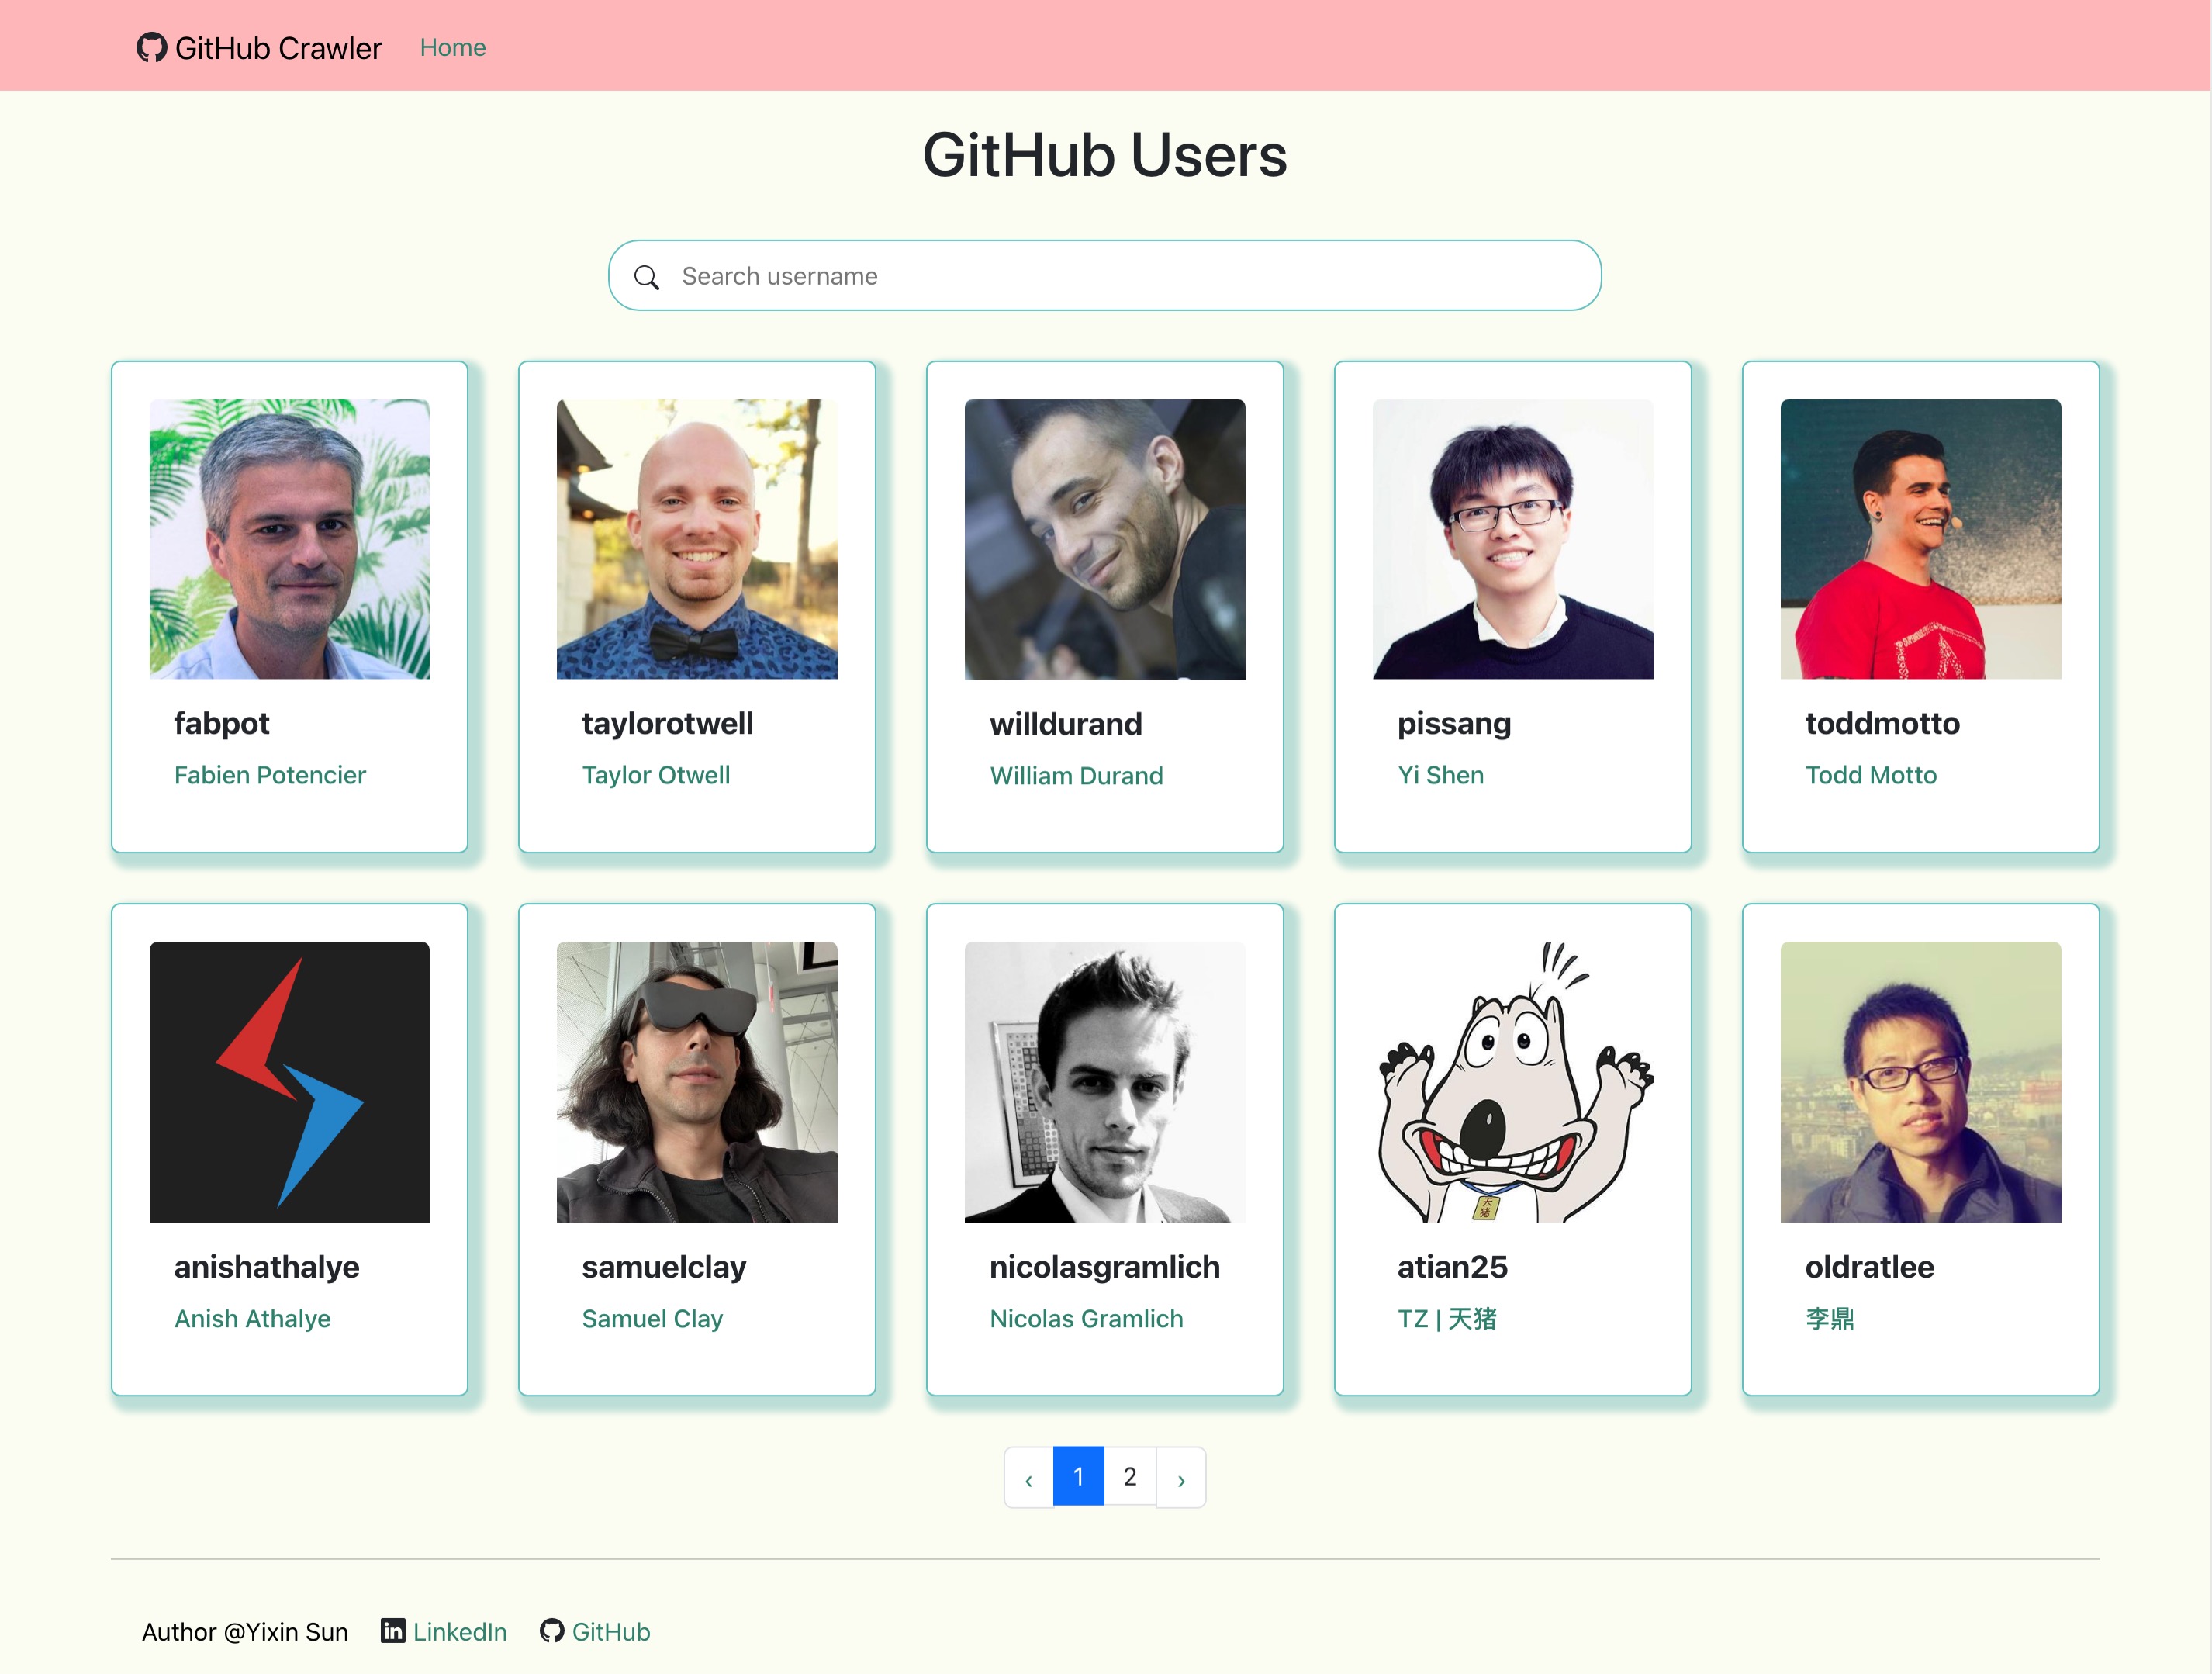 GitHub Crawler Home
GitHub Users
Search username
fabpot
Fabien Potencier
taylorotwell
Taylor Otwell
willdurand
William Durand
pissang
Yi Shen
toddmotto
Todd Motto
anishathalye
Anish Athalye
samuelclay
Samuel Clay
nicolasgramlich
Nicolas Gramlich
天猪
atian25
TZ | 天猪
oldratlee
李鼎
‹ 1 2 ›
Author @Yixin Sun LinkedIn GitHub